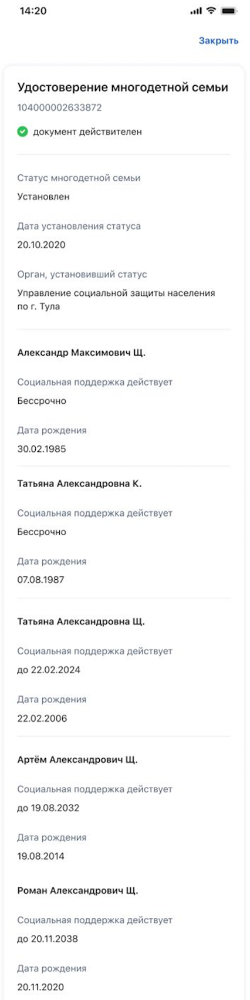 14:20
Закрыть
Удостоверение многодетной семьи
104000002633872
документ действителен
Статус многодетной семьи
Установлен
Дата установления статуса
20.10.2020
Орган, установивший статус
Управление социальной защиты населения
по г. Тула
Александр Максимович Щ.
Социальная поддержка действует
Бессрочно
Дата рождения
30.02.1985
Татьяна Александровна К.
Социальная поддержка действует
Бессрочно
Дата рождения
07.08.1987
Татьяна Александровна Щ.
Социальная поддержка действует
до 22.02.2024
Дата рождения
22.02.2006
Артём Александрович Щ.
Социальная поддержка действует
до 19.08.2032
Дата рождения
19.08.2014
Роман Александрович Щ.
Социальная поддержка действует
до 20.11.2038
Дата рождения
20.11.2020